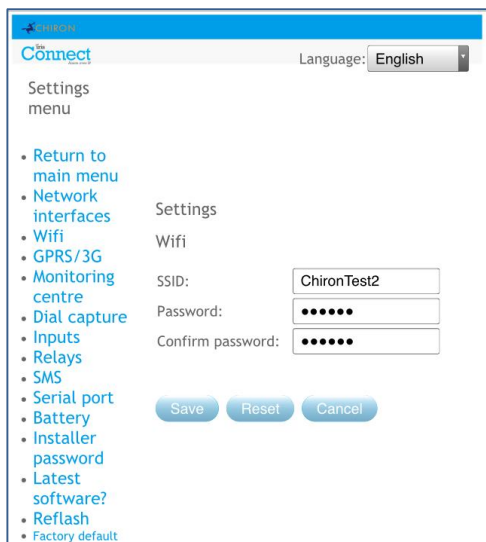 CHIRON
Iris
Connect
Language: English
Settings
menu
Return to
main menu
Network
interfaces
Wifi
GPRS/3G
Monitoring
centre
Dial capture
Inputs
Relays
SMS
Serial port
Battery
Installer
password
Latest
software?
Reflash
Factory default
Settings
Wifi
SSID: ChironTest2
Password: ●●●●●●
Confirm password: ●●●●●●
Save Reset Cancel